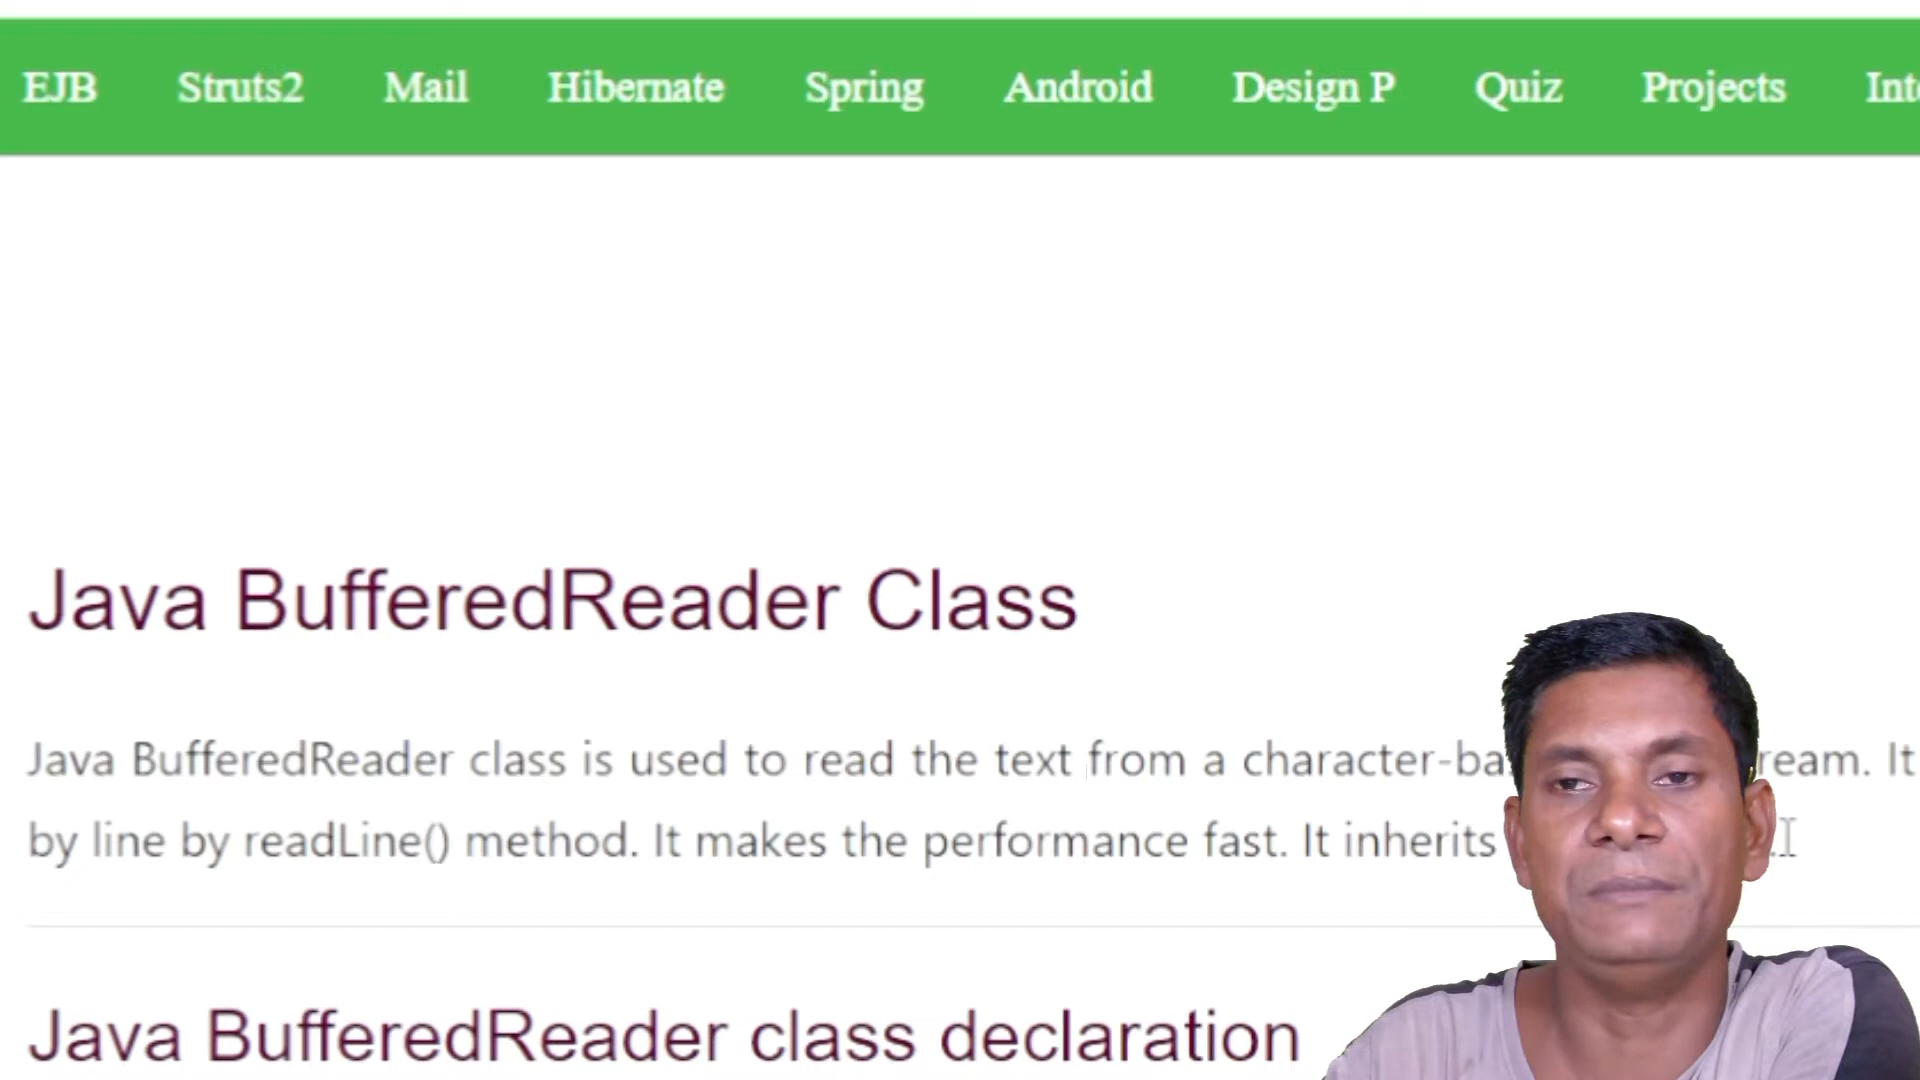 EJB Struts2 Mail Hibernate Spring Android Design P Quiz Projects
Java BufferedReader Class
Java BufferedReader class is used to read the text from a character-ba ream. It
by line by readLine() method. It makes the performance fast. It inherits
Java BufferedReader class declaration